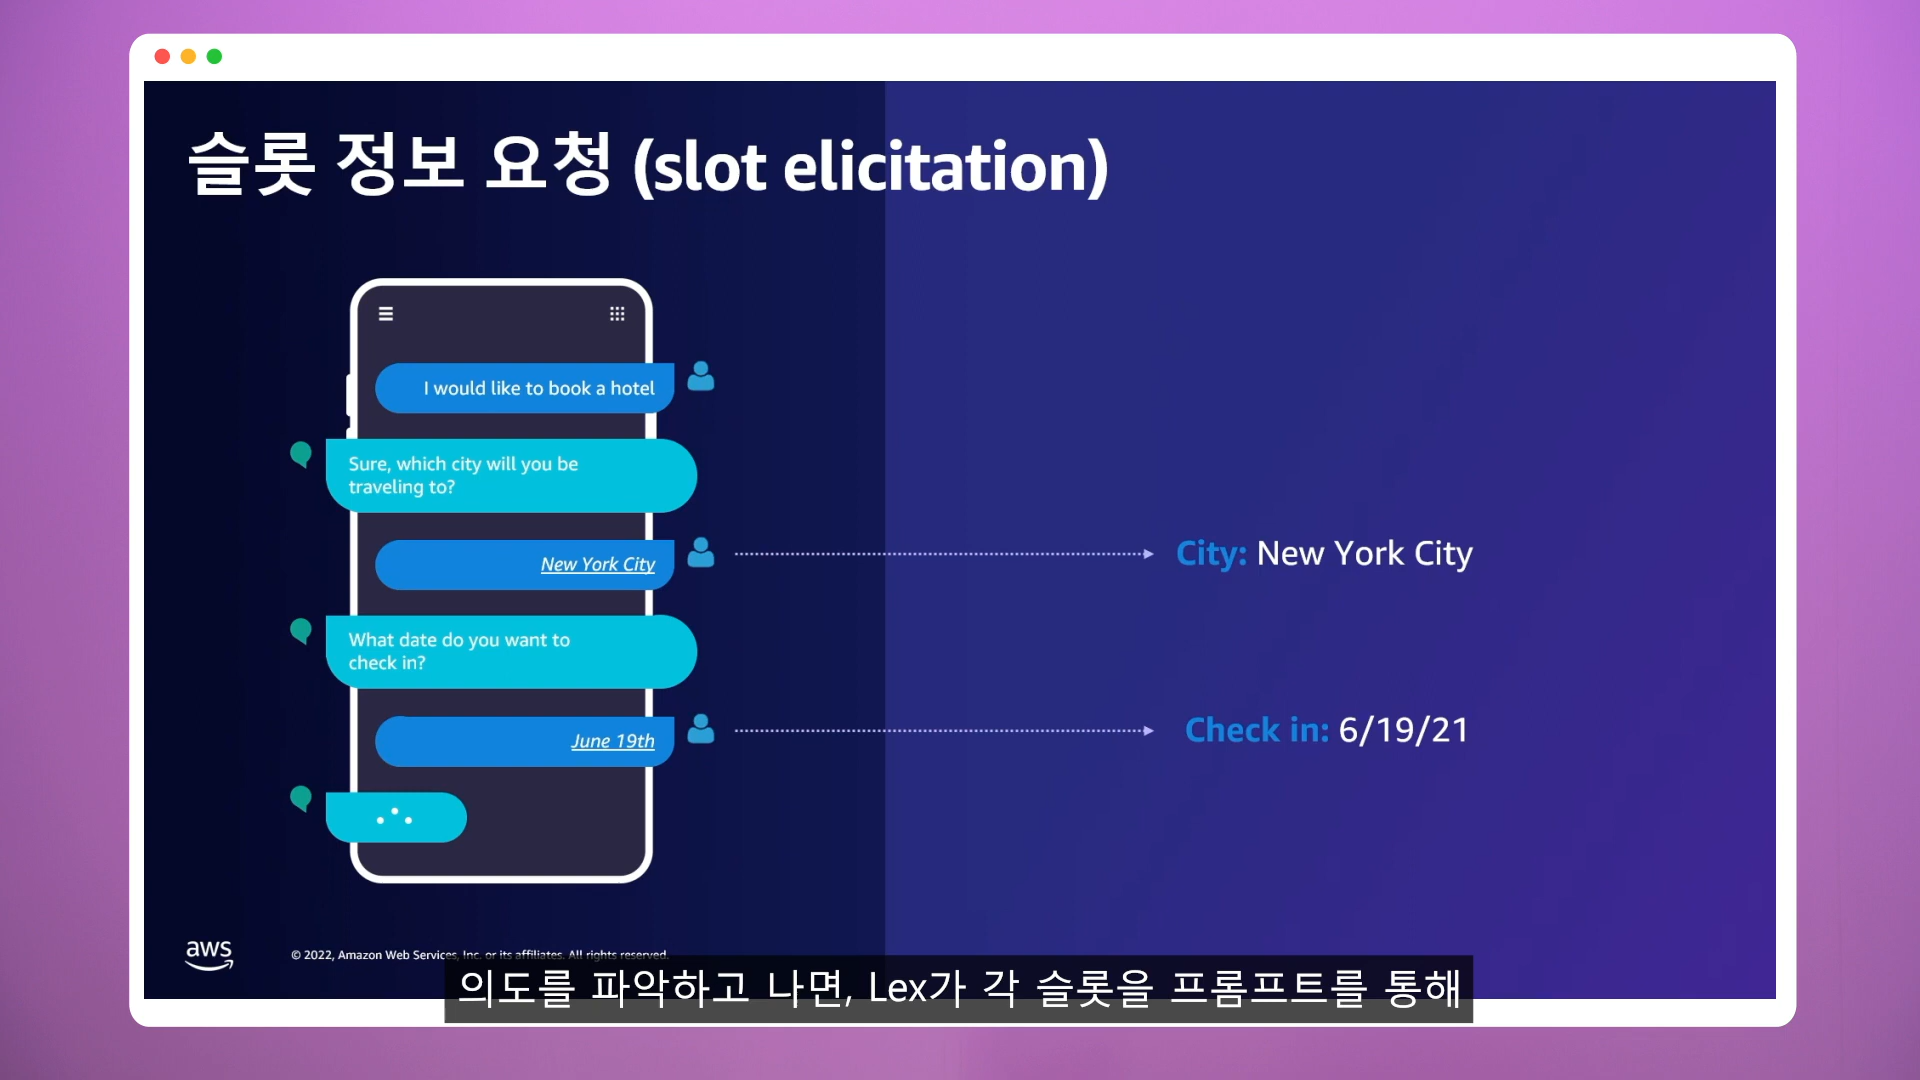 슬롯 정보 요청 (slot elicitation)
I would like to book a hotel
Sure, which city will you be
traveling to?
New York City
City: New York City
What date do you want to
check in?
June 19th
Check in: 6/19/21
aws
© 2022, Amazon Web Services, Inc. or its affiliates. All rights reserved.
의도를 파악하고 나면, Lex가 각 슬롯을 프롬프트를 통해